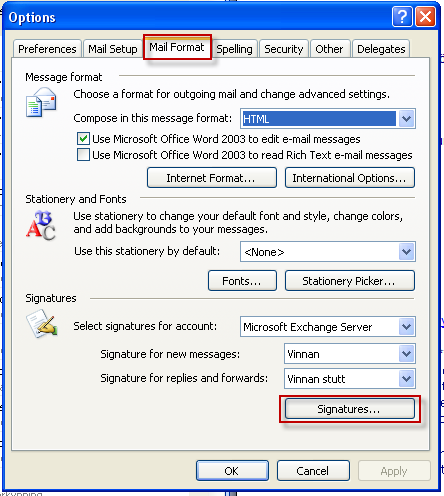 Options
Preferences Mail Setup Mail Format Spelling Security Other Delegates
Message format
Choose a format for outgoing mail and change advanced settings.
Compose in this message format: HTML
Use Microsoft Office Word 2003 to edit e-mail messages
Use Microsoft Office Word 2003 to read Rich Text e-mail messages
Internet Format... International Options...
Stationery and Fonts
Use stationery to change your default font and style, change colors,
and add backgrounds to your messages.
Use this stationery by default: <None>
Fonts... Stationery Picker...
Signatures
Select signatures for account: Microsoft Exchange Server
Signature for new messages: Vinnan
Signature for replies and forwards: Vinnan stutt
Signatures...
OK Cancel Apply